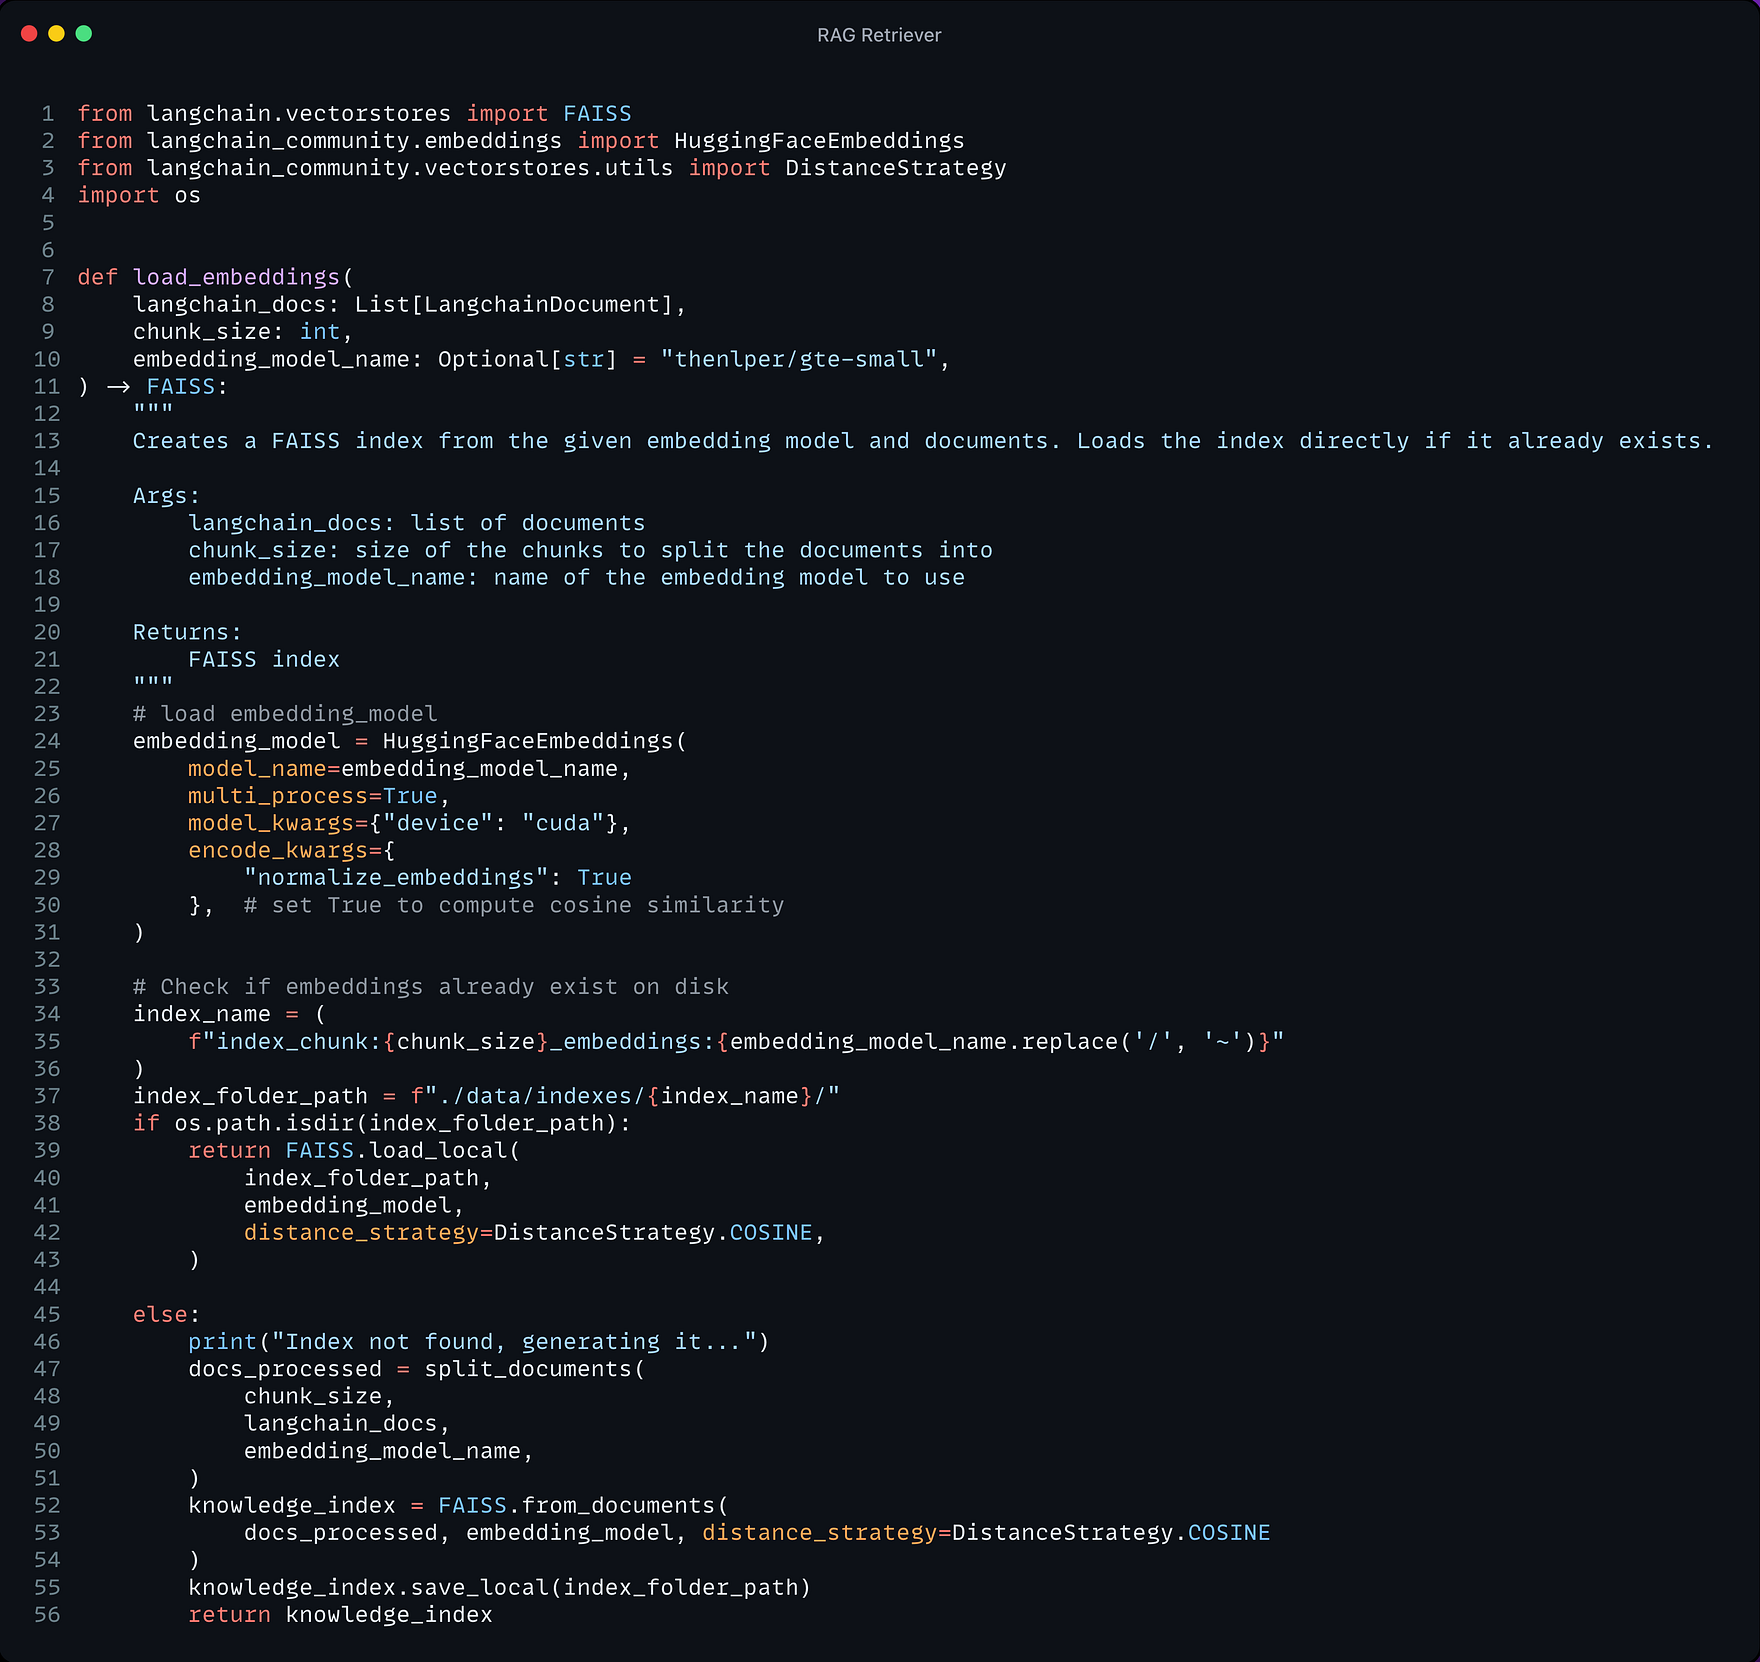 RAG Retriever
1 from langchain.vectorstores import FAISS
2 from langchain_community.embeddings import HuggingFaceEmbeddings
3 from langchain_community.vectorstores.utils import DistanceStrategy
4 import os
5
6
7 def load_embeddings(
8     langchain_docs: List[LangchainDocument],
9     chunk_size: int,
10     embedding_model_name: Optional[str] = "thenlper/gte-small",
11 ) -> FAISS:
12     """
13     Creates a FAISS index from the given embedding model and documents. Loads the index directly if it already exists.
14
15     Args:
16         langchain_docs: list of documents
17         chunk_size: size of the chunks to split the documents into
18         embedding_model_name: name of the embedding model to use
19
20     Returns:
21         FAISS index
22     """
23     # load embedding_model
24     embedding_model = HuggingFaceEmbeddings(
25         model_name=embedding_model_name,
26         multi_process=True,
27         model_kwargs={"device": "cuda"},
28         encode_kwargs={
29             "normalize_embeddings": True
30         },  # set True to compute cosine similarity
31     )
32
33     # Check if embeddings already exist on disk
34     index_name = (
35         f"index_chunk:{chunk_size}_embeddings:{embedding_model_name.replace('/', '~')}"
36     )
37     index_folder_path = f"./data/indexes/{index_name}/"
38     if os.path.isdir(index_folder_path):
39         return FAISS.load_local(
40             index_folder_path,
41             embedding_model,
42             distance_strategy=DistanceStrategy.COSINE,
43         )
44
45     else:
46         print("Index not found, generating it...")
47         docs_processed = split_documents(
48             chunk_size,
49             langchain_docs,
50             embedding_model_name,
51         )
52         knowledge_index = FAISS.from_documents(
53             docs_processed, embedding_model, distance_strategy=DistanceStrategy.COSINE
54         )
55         knowledge_index.save_local(index_folder_path)
56         return knowledge_index